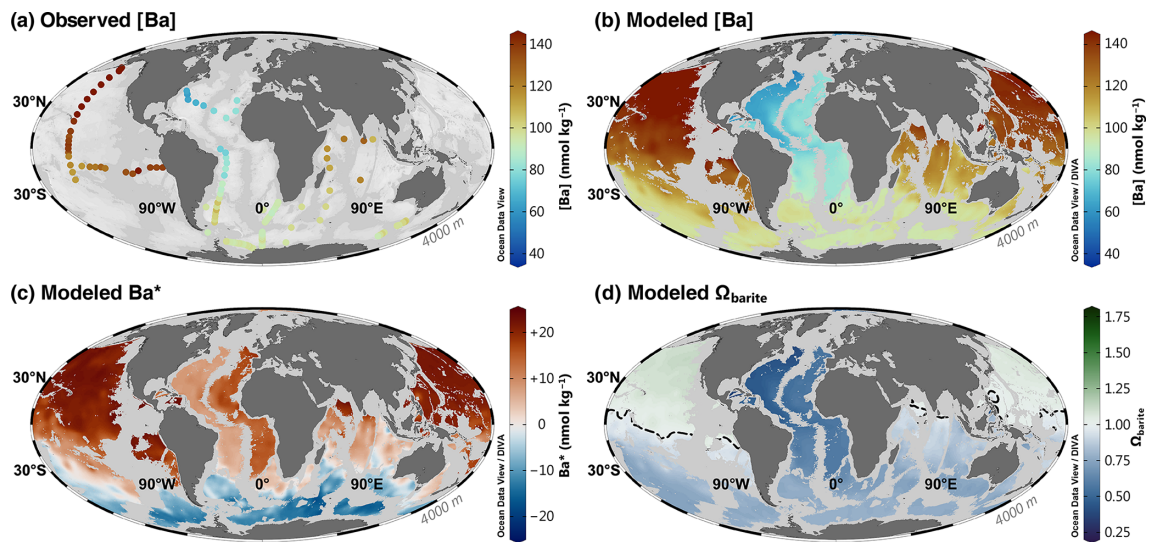 (a) Observed [Ba]
30°N
30°S
90°W
0°
90°E
4000 m
140
120
100
80
60
40
[Ba] (nmol kg⁻¹)
Ocean Data View
(b) Modeled [Ba]
30°N
30°S
90°W
0°
90°E
4000 m
140
120
100
80
60
40
[Ba] (nmol kg⁻¹)
Ocean Data View / DIVA
(c) Modeled Ba*
30°N
30°S
90°W
0°
90°E
4000 m
+20
+10
0
−10
−20
Ba* (nmol kg⁻¹)
Ocean Data View / DIVA
(d) Modeled Ωbarite
30°N
30°S
90°W
0°
90°E
4000 m
1.75
1.50
1.25
1.00
0.75
0.50
0.25
Ωbarite
Ocean Data View / DIVA